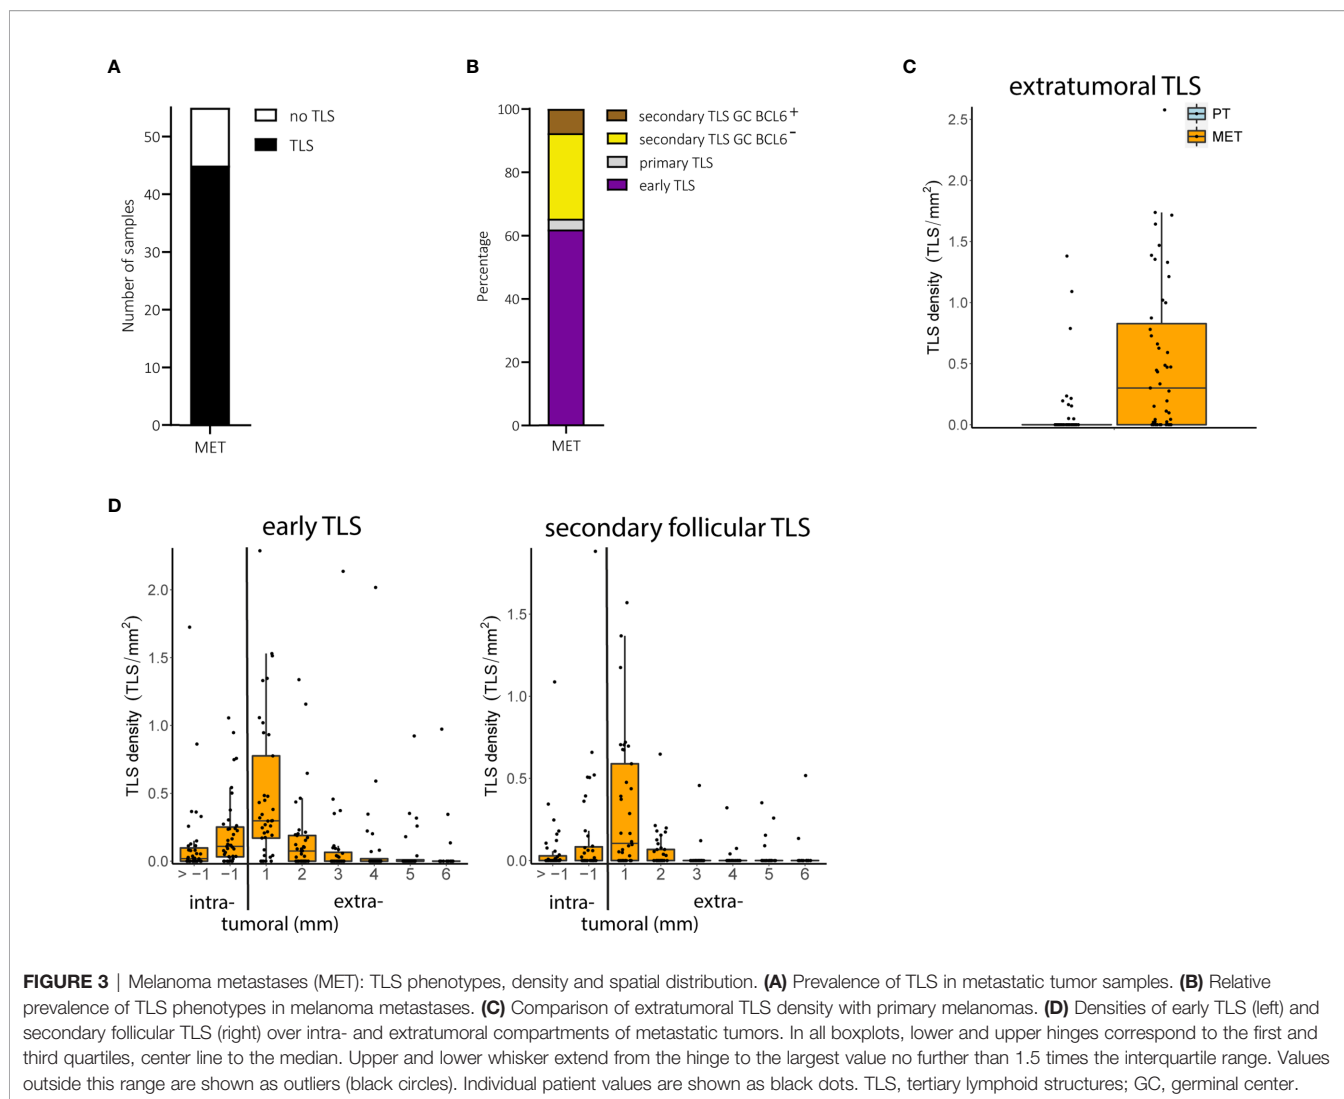 A
no TLS
TLS
Number of samples
50
40
30
20
10
0
MET
B
secondary TLS GC BCL6+
secondary TLS GC BCL6-
primary TLS
early TLS
Percentage
100
80
60
40
20
0
MET
C
extratumoral TLS
PT
MET
TLS density (TLS/mm2)
2.5
2.0
1.5
1.0
0.5
0.0
D
early TLS
TLS density (TLS/mm2)
2.0
1.5
1.0
0.5
0.0
> −1 −1 1 2 3 4 5 6
intra- extra-
tumoral (mm)
secondary follicular TLS
TLS density (TLS/mm2)
1.5
1.0
0.5
0.0
> −1 −1 1 2 3 4 5 6
intra- extra-
tumoral (mm)
FIGURE 3 | Melanoma metastases (MET): TLS phenotypes, density and spatial distribution. (A) Prevalence of TLS in metastatic tumor samples. (B) Relative
prevalence of TLS phenotypes in melanoma metastases. (C) Comparison of extratumoral TLS density with primary melanomas. (D) Densities of early TLS (left) and
secondary follicular TLS (right) over intra- and extratumoral compartments of metastatic tumors. In all boxplots, lower and upper hinges correspond to the first and
third quartiles, center line to the median. Upper and lower whisker extend from the hinge to the largest value no further than 1.5 times the interquartile range. Values
outside this range are shown as outliers (black circles). Individual patient values are shown as black dots. TLS, tertiary lymphoid structures; GC, germinal center.